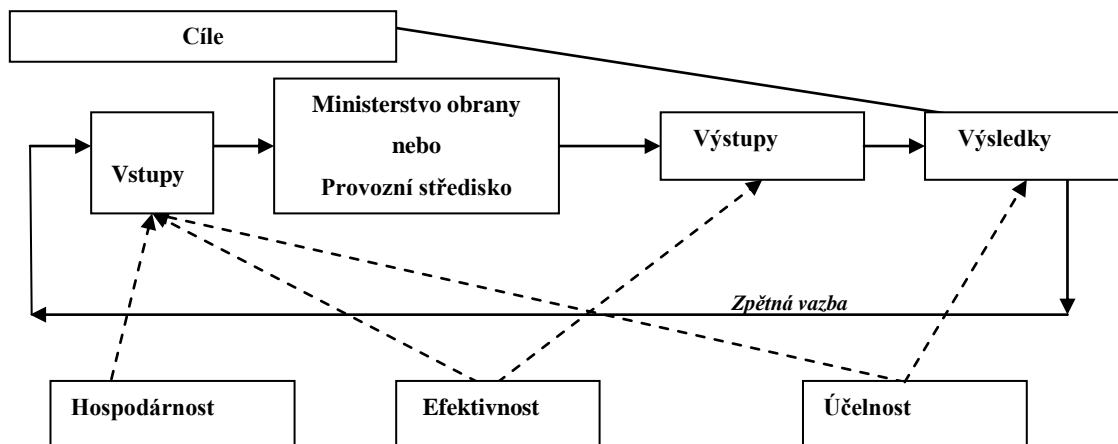 Cíle
Ministerstvo obrany
nebo
Provozní středisko
Vstupy
Výstupy
Výsledky
Zpětná vazba
Hospodárnost
Efektivnost
Účelnost